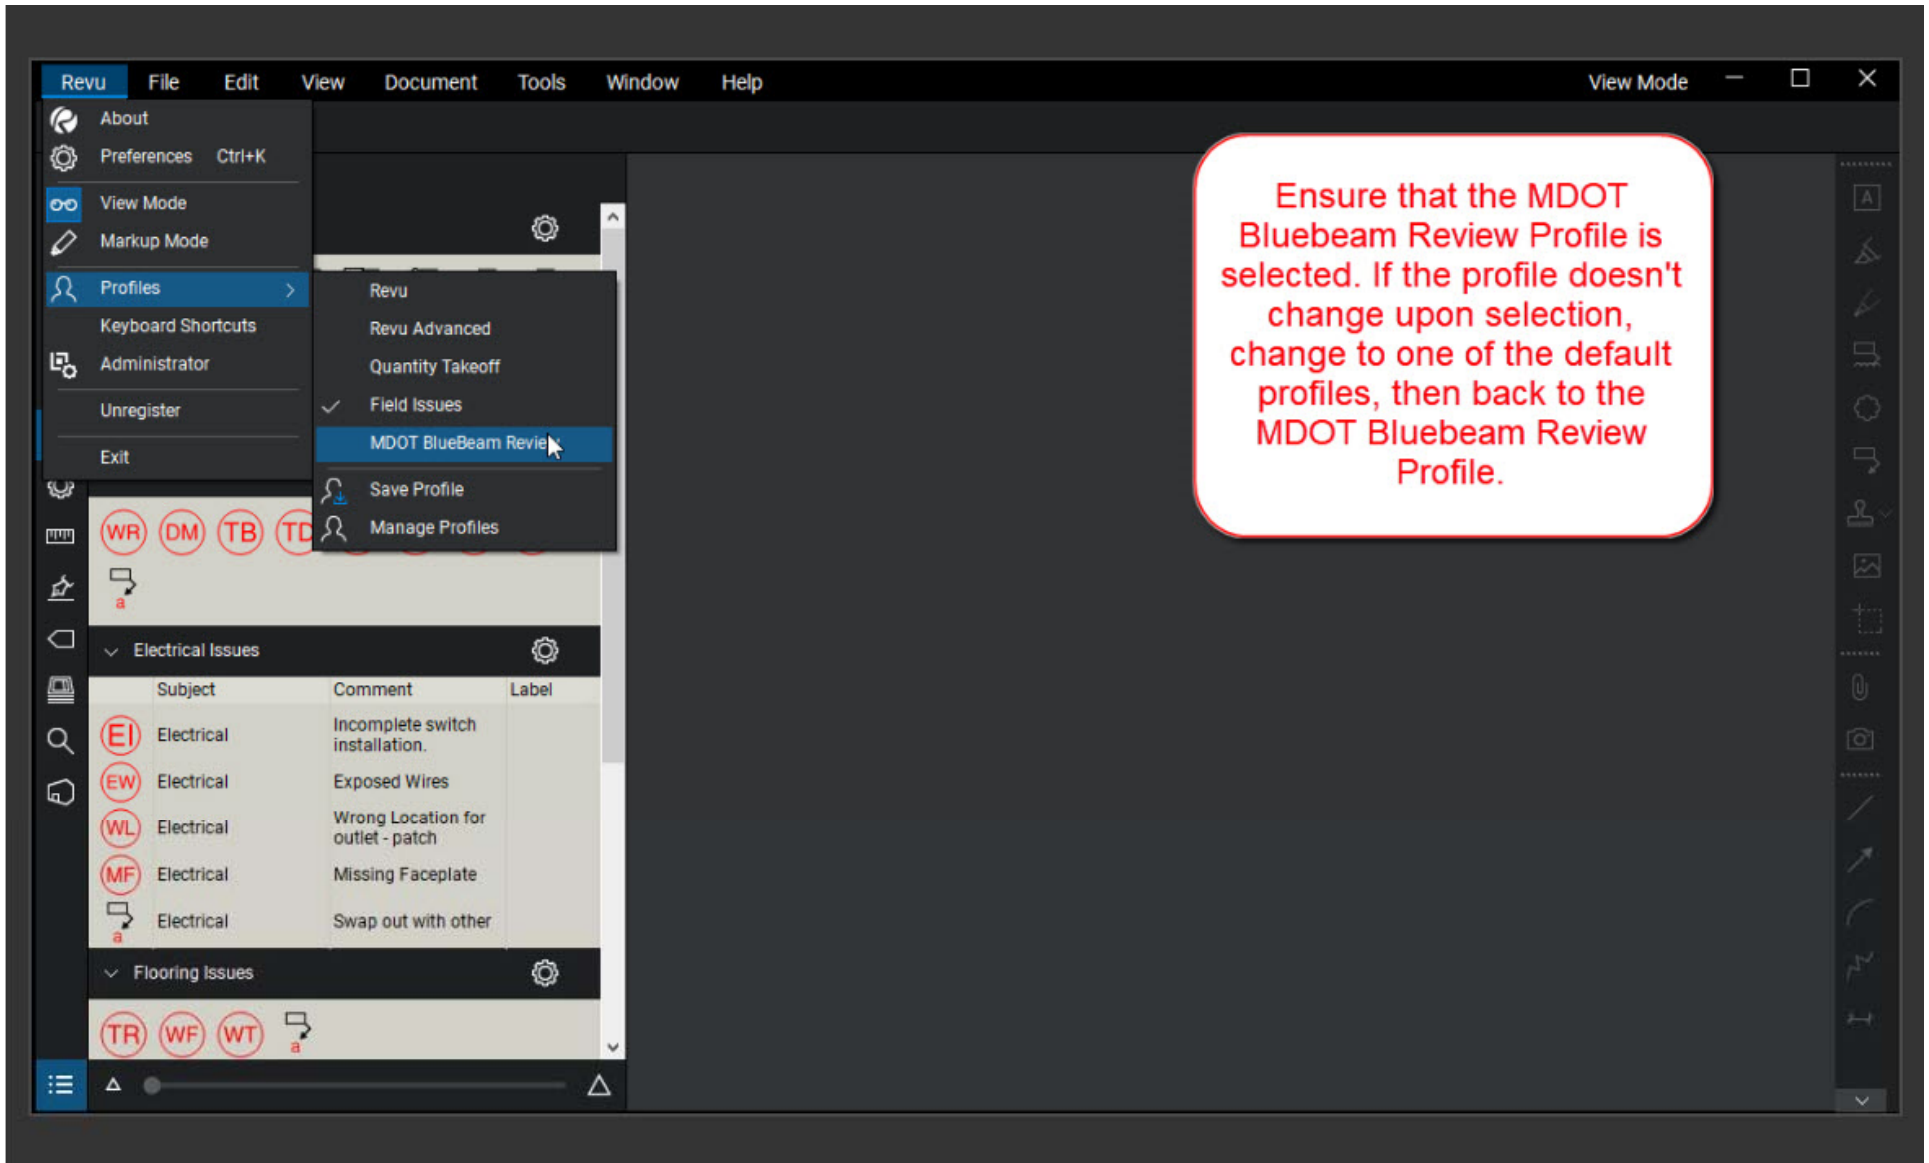 Revu File Edit View Document Tools Window Help View Mode
About
Preferences Ctrl+K
View Mode
Markup Mode
Profiles
Keyboard Shortcuts
Administrator
Unregister
Exit
Revu
Revu Advanced
Quantity Takeoff
Field Issues
MDOT BlueBeam Review
Save Profile
Manage Profiles
Ensure that the MDOT
Bluebeam Review Profile is
selected. If the profile doesn't
change upon selection,
change to one of the default
profiles, then back to the
MDOT Bluebeam Review
Profile.
WR DM TB TD
a
Electrical Issues
Subject Comment Label
EI Electrical Incomplete switch
installation.
EW Electrical Exposed Wires
WL Electrical Wrong Location for
outlet - patch
MF Electrical Missing Faceplate
a Electrical Swap out with other
Flooring Issues
TR WF WT a
A